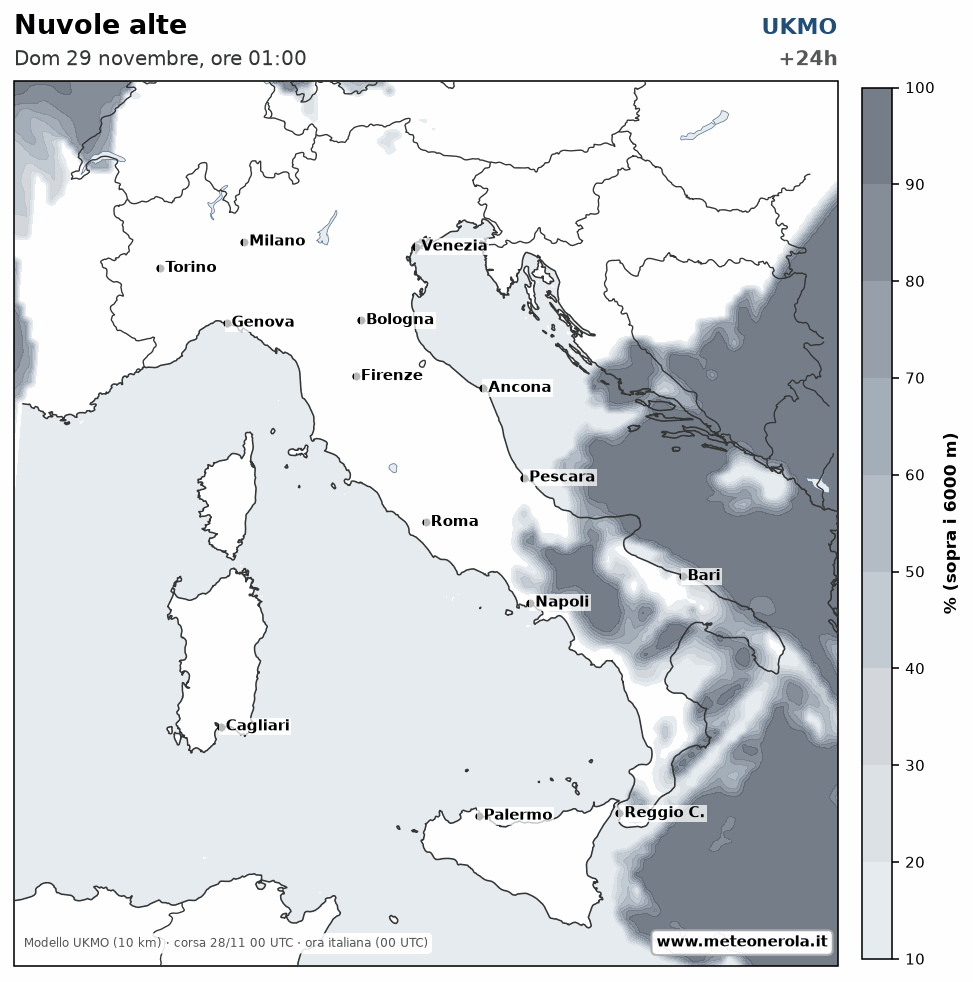 Nuvole alte
UKMO
Dom 29 novembre, ore 01:00
+24h
Milano
Venezia
Torino
Genova
Bologna
Firenze
Ancona
Pescara
Roma
Bari
Napoli
Cagliari
Palermo
Reggio C.
Modello UKMO (10 km) · corsa 28/11 00 UTC · ora italiana (00 UTC)
www.meteonerola.it
100
90
80
70
60
50
40
30
20
10
% (sopra i 6000 m)